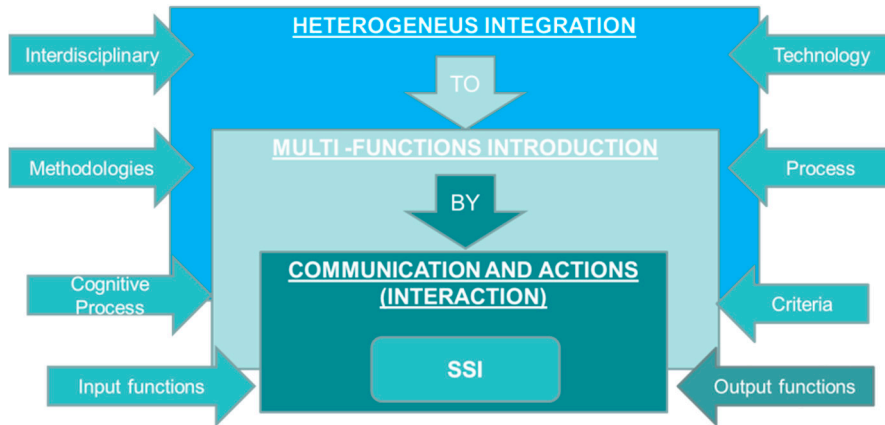 HETEROGENEUS INTEGRATION
Interdisciplinary
Technology
TO
MULTI -FUNCTIONS INTRODUCTION
Methodologies
Process
BY
COMMUNICATION AND ACTIONS
(INTERACTION)
Cognitive
Process
Criteria
SSI
Input functions
Output functions